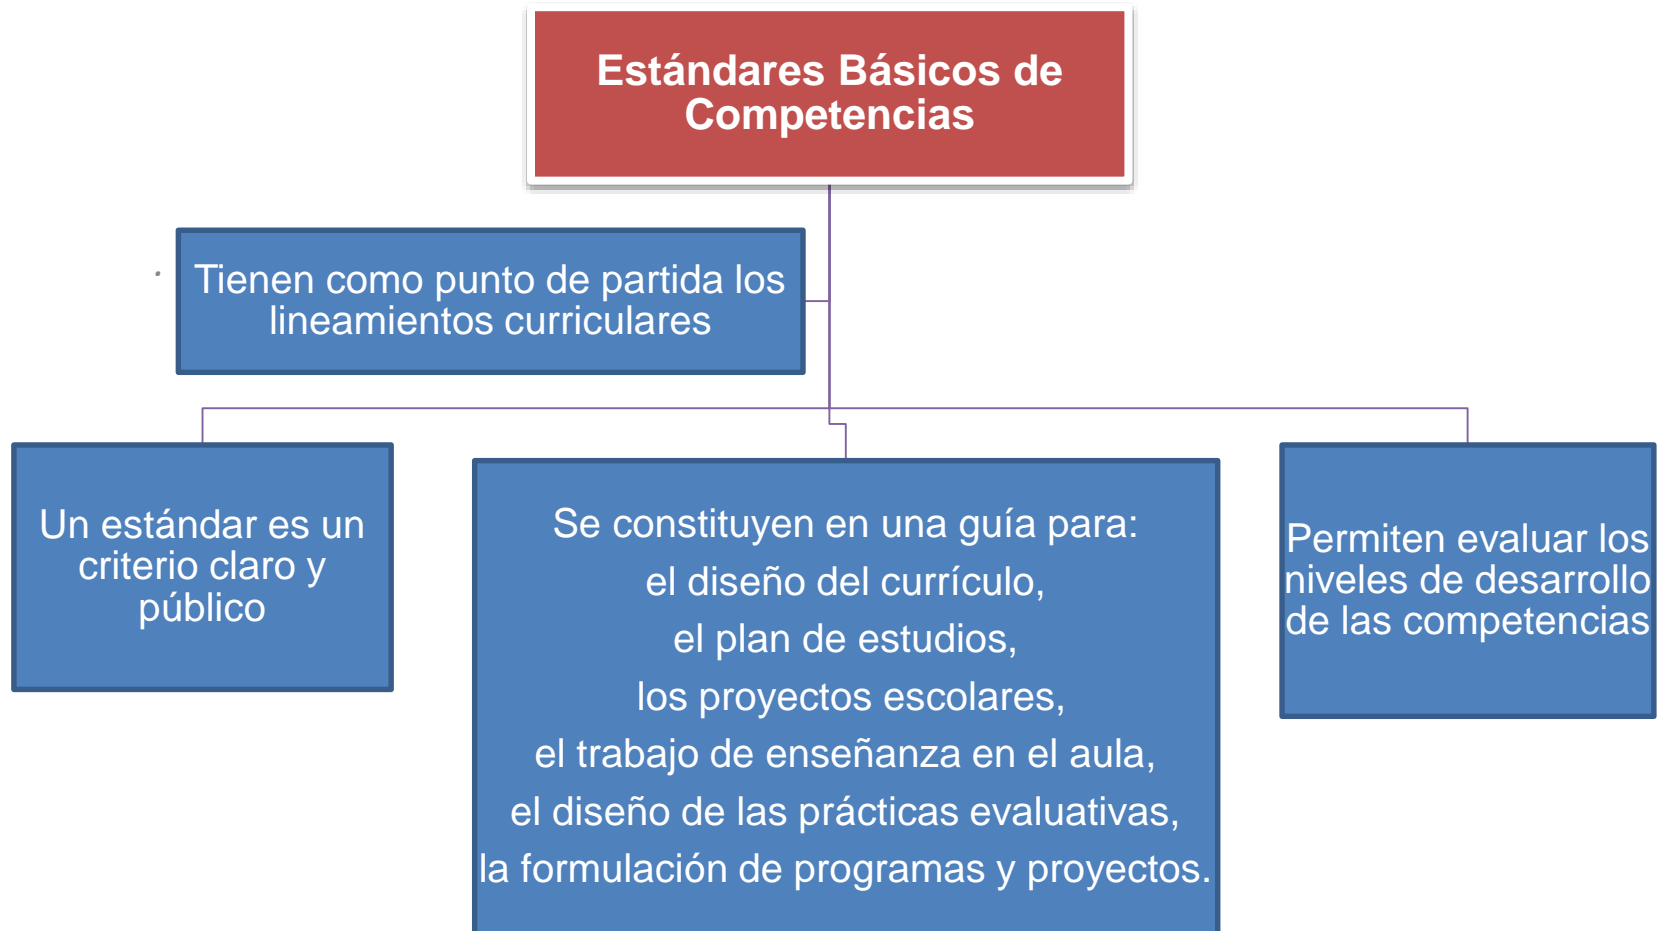 Estándares Básicos de
Competencias
Tienen como punto de partida los
lineamientos curriculares
Un estándar es un
criterio claro y
público
Se constituyen en una guía para:
el diseño del currículo,
el plan de estudios,
los proyectos escolares,
el trabajo de enseñanza en el aula,
el diseño de las prácticas evaluativas,
la formulación de programas y proyectos.
Permiten evaluar los
niveles de desarrollo
de las competencias